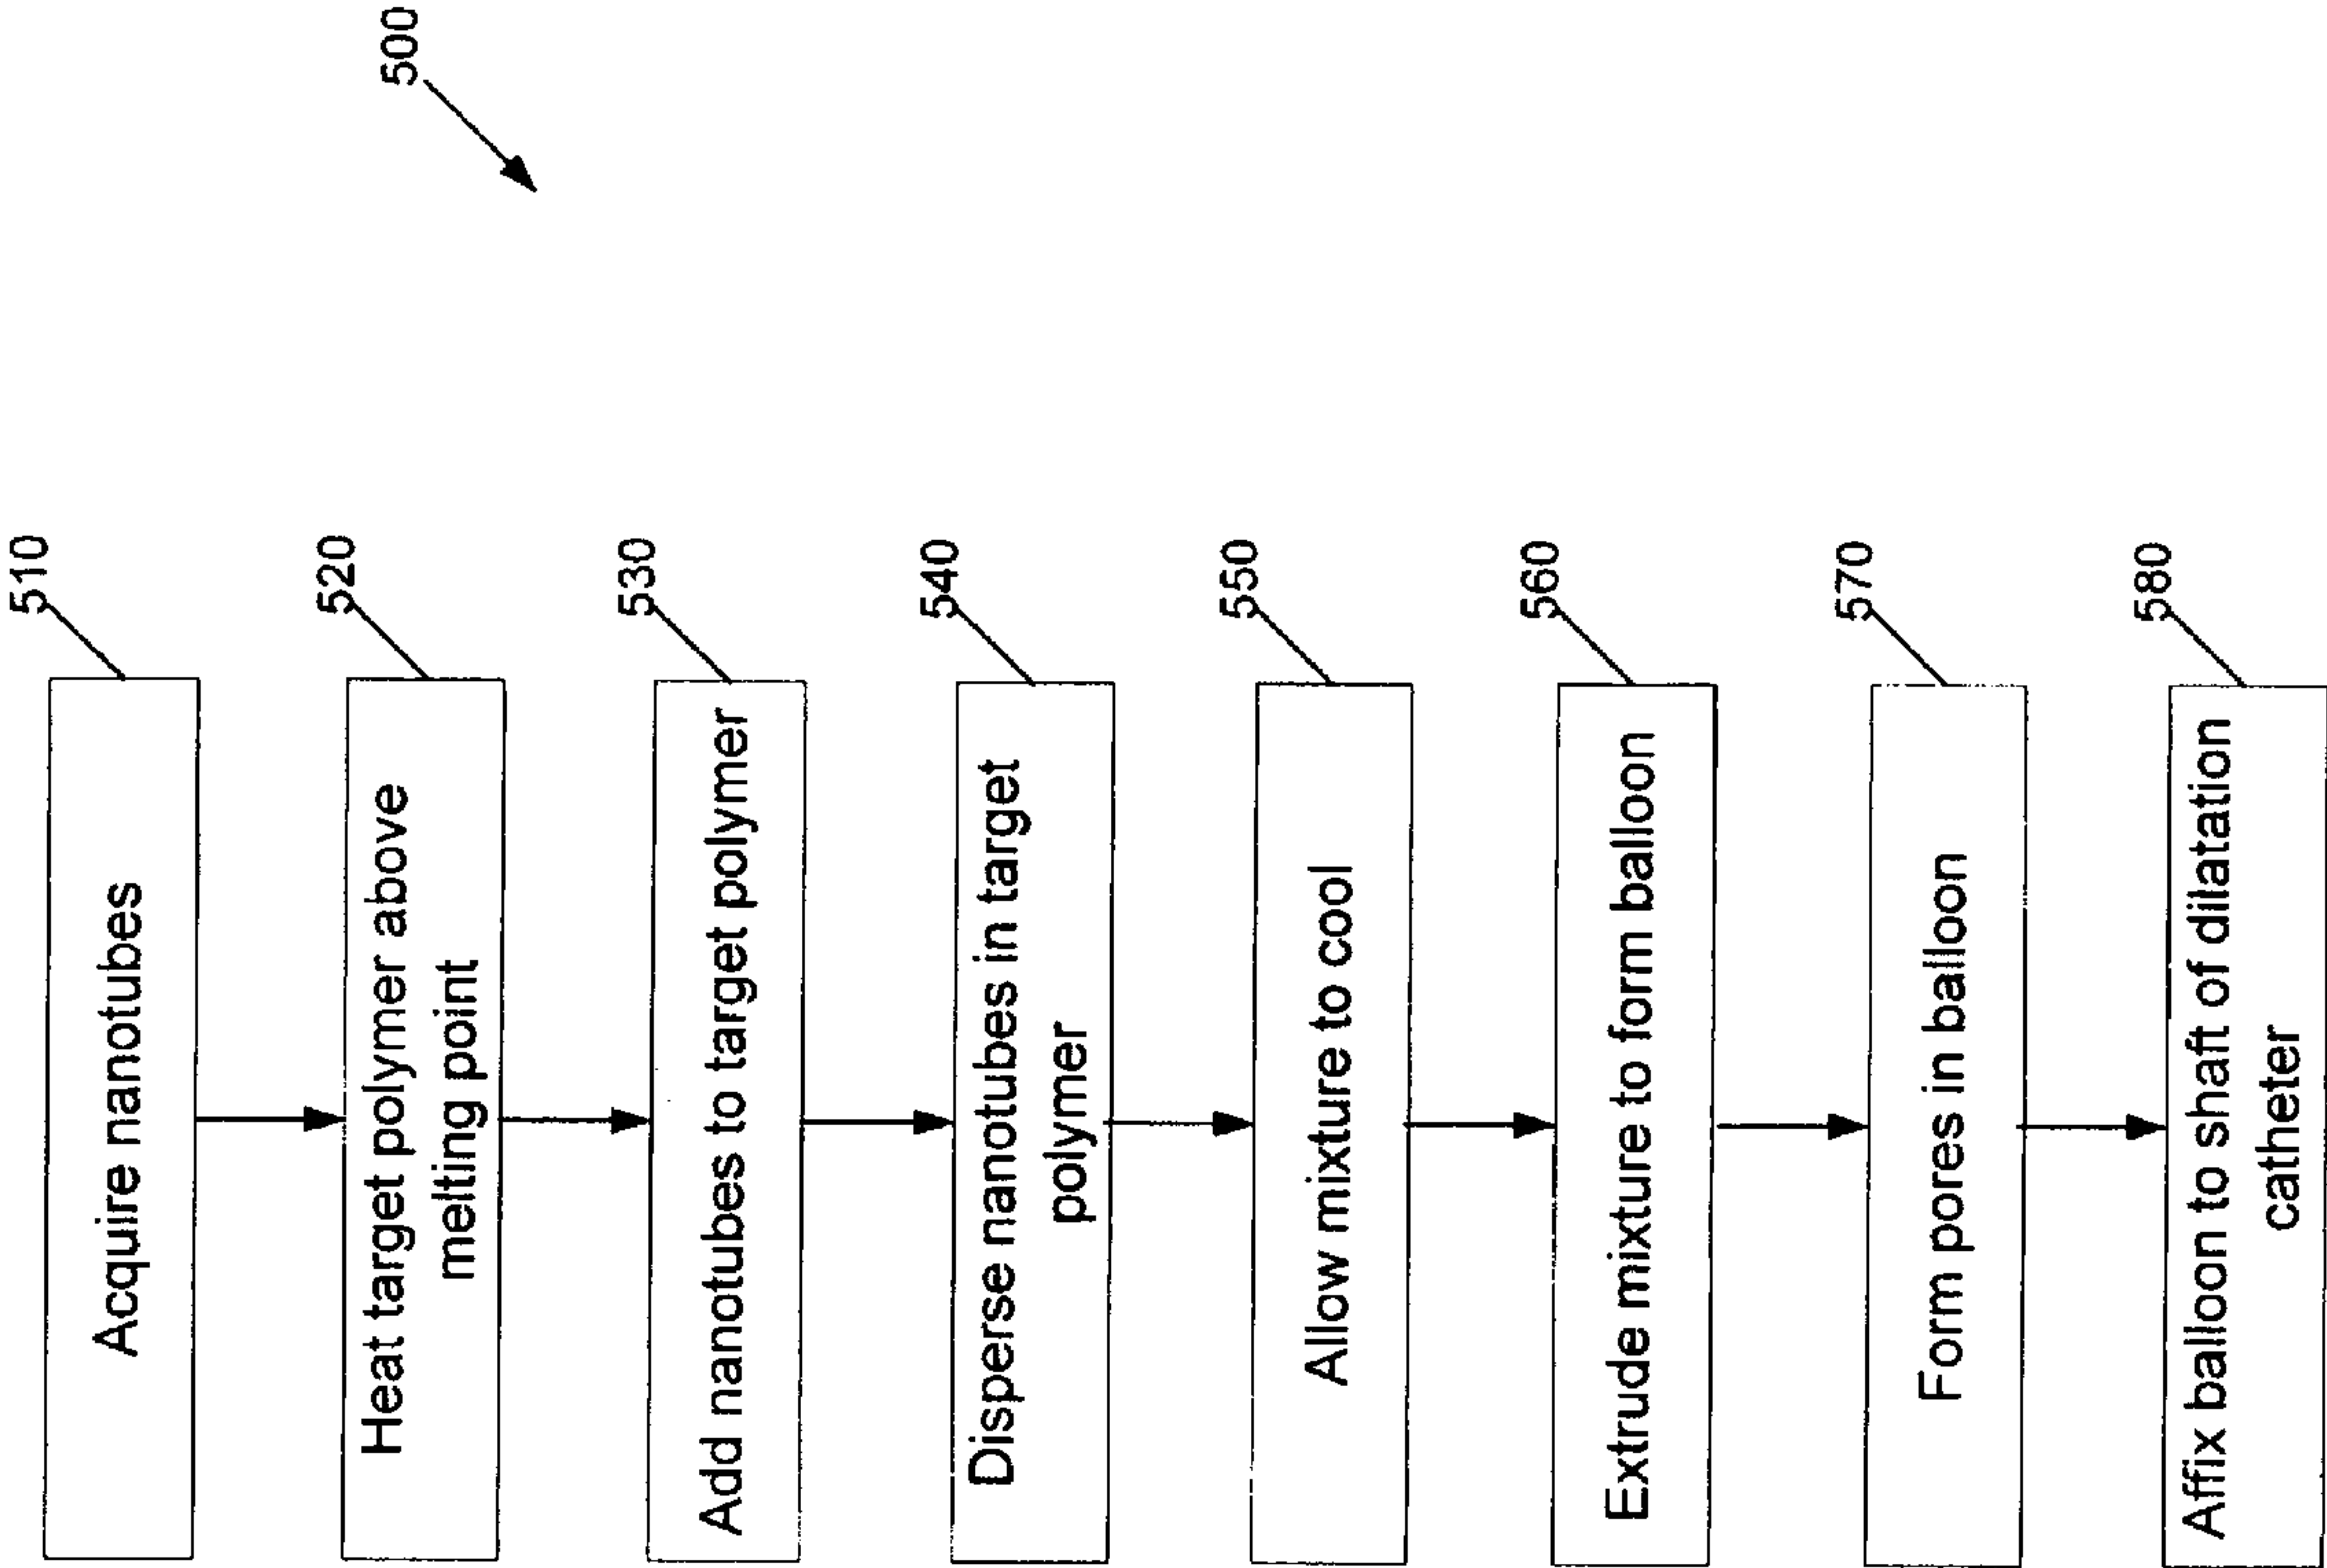 500
510
Acquire nanotubes
520
Heat target polymer above
melting point
530
Add nanotubes to target polymer
540
Disperse nanotubes in target
polymer
550
Allow mixture to cool
560
Extrude mixture to form balloon
570
Form pores in balloon
580
Affix balloon to shaft of dilatation
catheter